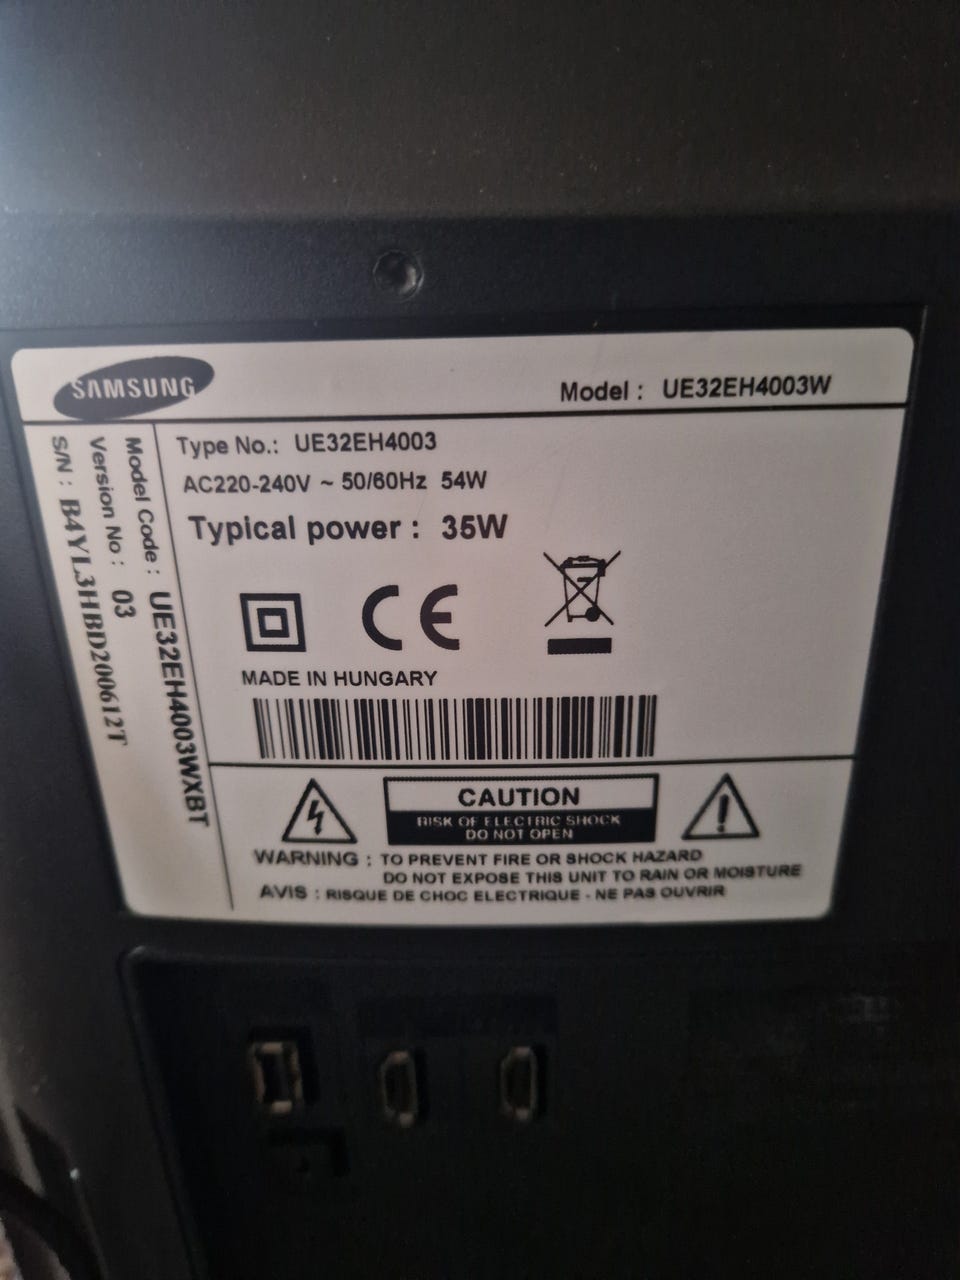 SAMSUNG
Model : UE32EH4003W
Type No.: UE32EH4003
AC220-240V ~ 50/60Hz 54W
Typical power : 35W
CE
MADE IN HUNGARY
Model Code : UE32EH4003WXBT
Version No : 03
S/N : B4YL3HBD200612T
CAUTION
RISK OF ELECTRIC SHOCK
DO NOT OPEN
WARNING : TO PREVENT FIRE OR SHOCK HAZARD
DO NOT EXPOSE THIS UNIT TO RAIN OR MOISTURE
AVIS : RISQUE DE CHOC ELECTRIQUE - NE PAS OUVRIR